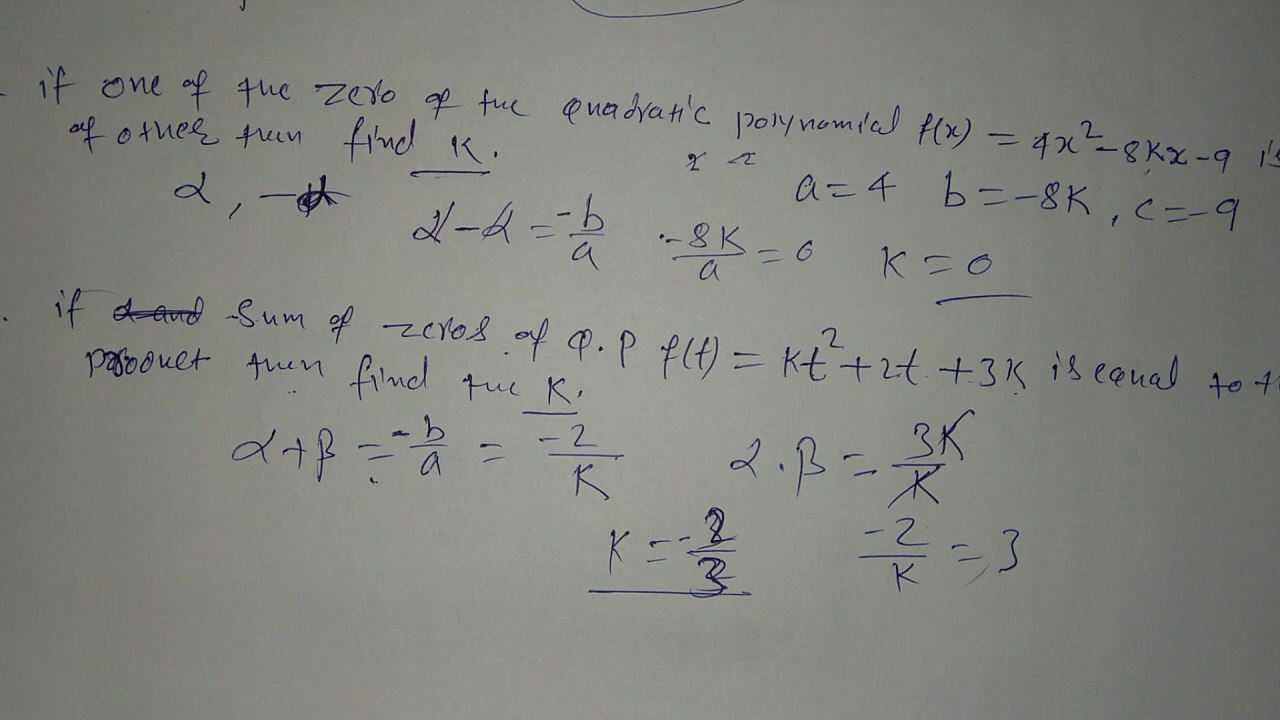 if one of the zero of the quadratic polynomial f(x) = 4x²-8Kx-9 is
of other then find K.
α, -α
a=4 b=-8K, c=-9
α-α = -b/a -8K/a = 0 K=0
if Sum of zeros of Q.P f(t) = Kt²+2t+3K is equal to
product then find the K.
α+β = -b/a = -2/K α.β = 3K/K
K = -2/3 -2/K = 3